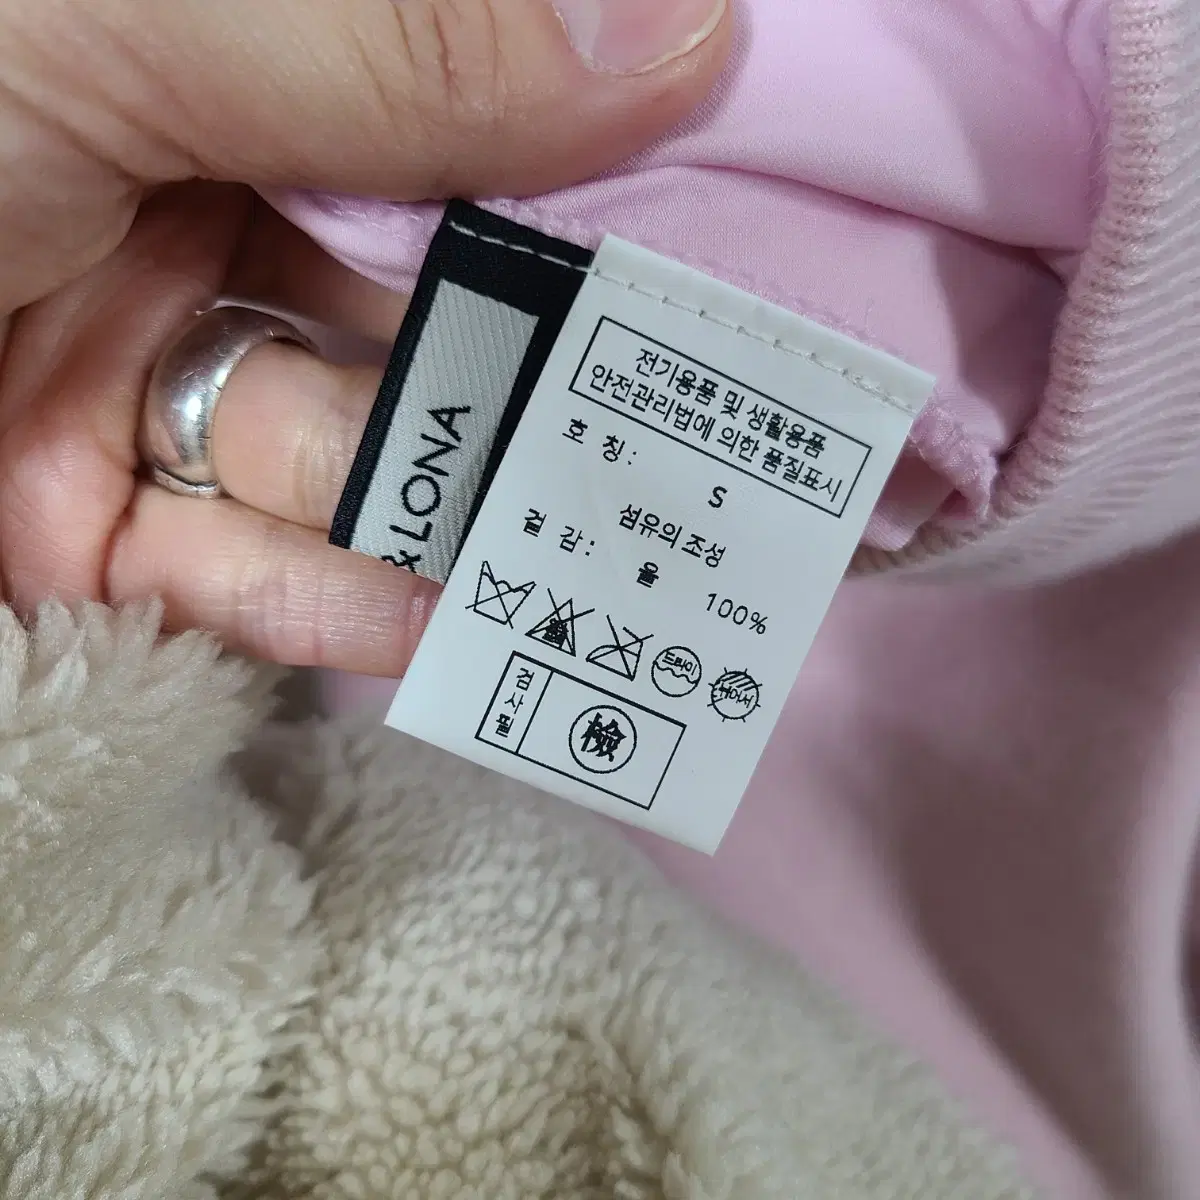 & LONA
전기용품 및 생활용품
안전관리법에 의한 품질표시
호 칭 :
S
섬유의 조성
겉 감 :
울 100%
드라이
검사필
檢